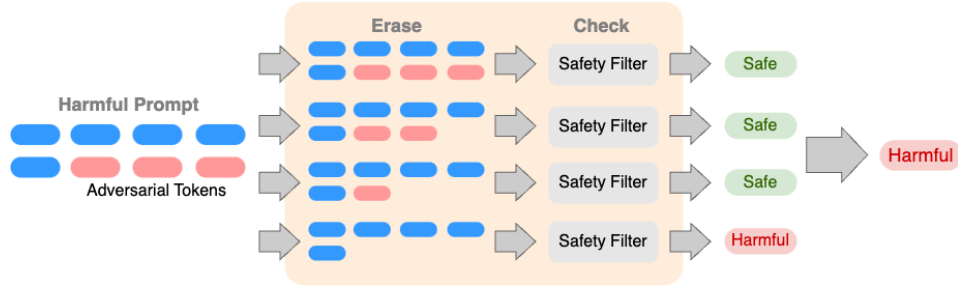 Erase
Check
Harmful Prompt
Adversarial Tokens
Safety Filter
Safe
Safety Filter
Safe
Safety Filter
Safe
Safety Filter
Harmful
Harmful